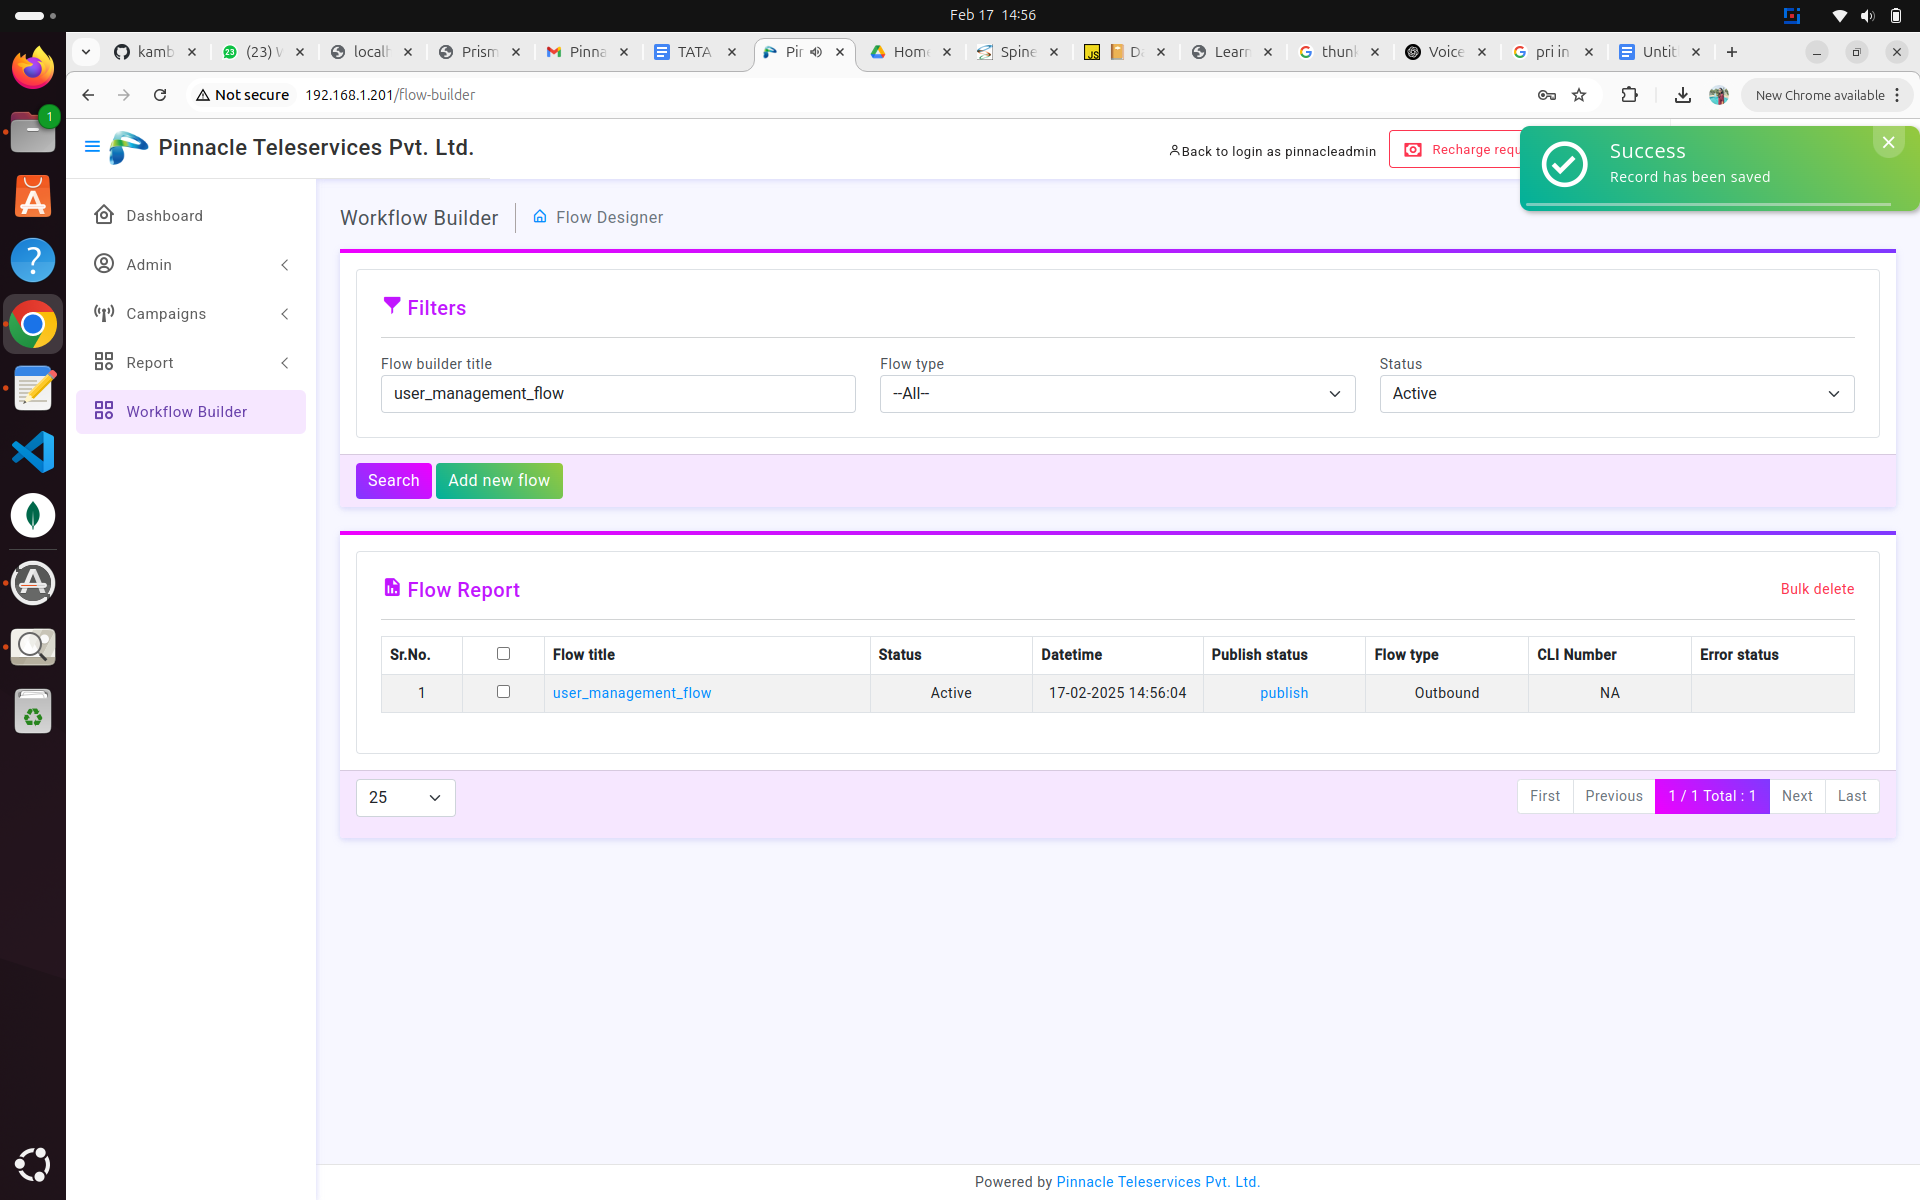 Feb 17 14:56
kamb
(23) W
localh
Prism
Pinna
TATA
Pin
Home
Spine
Da
Learn
thunk
Voice
pri in
Untit
Not secure
192.168.1.201/flow-builder
New Chrome available
1
Pinnacle Teleservices Pvt. Ltd.
Back to login as pinnacleadmin
Recharge requ
Success
Record has been saved
Dashboard
Admin
Campaigns
Report
Workflow Builder
Workflow Builder
Flow Designer
Filters
Flow builder title
Flow type
Status
user_management_flow
--All--
Active
Search
Add new flow
Flow Report
Bulk delete
Sr.No. Flow title Status Datetime Publish status Flow type CLI Number Error status
1 user_management_flow Active 17-02-2025 14:56:04 publish Outbound NA
25
First Previous 1 / 1 Total : 1 Next Last
Powered by Pinnacle Teleservices Pvt. Ltd.